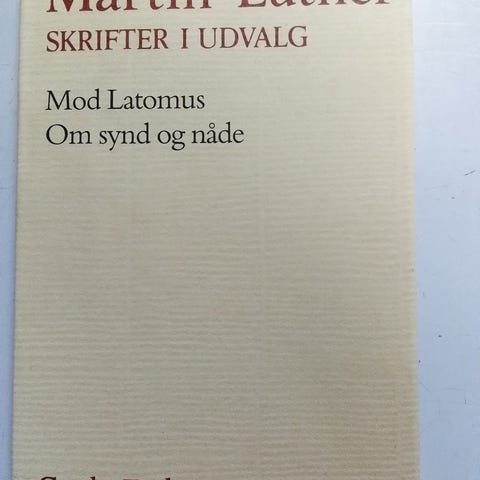 Martin Luther
SKRIFTER I UDVALG
Mod Latomus
Om synd og nåde